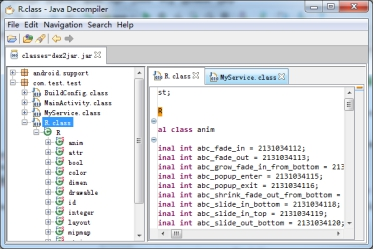 R.class - Java Decompiler
File Edit Navigation Search Help
classes-dex2jar.jar
android.support
com.test.test
BuildConfig.class
MainActivity.class
MyService.class
R.class
R
anim
attr
bool
color
dimen
drawable
id
integer
layout
mipmap
R.class MyService.class
st;
R
al class anim
inal int abc_fade_in = 2131034112;
inal int abc_fade_out = 2131034113;
inal int abc_grow_fade_in_from_bottom = 2131
inal int abc_popup_enter = 2131034115;
inal int abc_popup_exit = 2131034116;
inal int abc_shrink_fade_out_from_bottom =
inal int abc_slide_in_bottom = 2131034118;
inal int abc_slide_in_top = 2131034119;
inal int abc_slide_out_bottom = 2131034120;